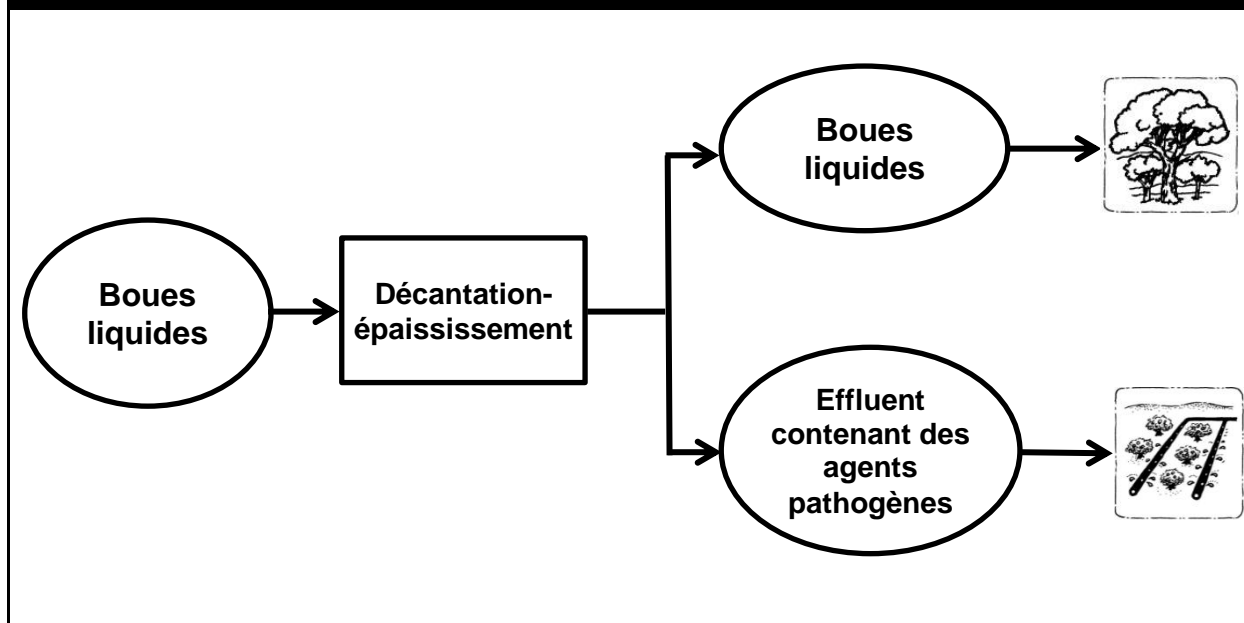 Boues
liquides
Décantation-
épaississement
Boues
liquides
Effluent
contenant des
agents
pathogènes